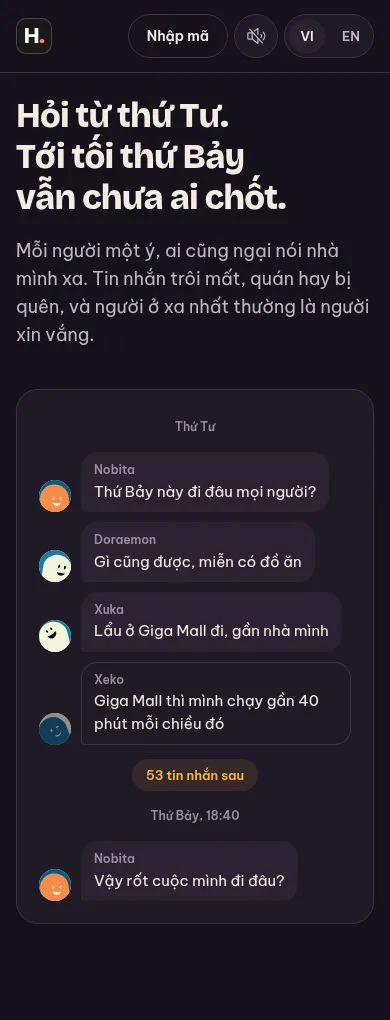 H.
Nhập mã
VI
EN
Hỏi từ thứ Tư.
Tới tối thứ Bảy
vẫn chưa ai chốt.
Mỗi người một ý, ai cũng ngại nói nhà
mình xa. Tin nhắn trôi mất, quán hay bị
quên, và người ở xa nhất thường là người
xin vắng.
Thứ Tư
Nobita
Thứ Bảy này đi đâu mọi người?
Doraemon
Gì cũng được, miễn có đồ ăn
Xuka
Lẩu ở Giga Mall đi, gần nhà mình
Xeko
Giga Mall thì mình chạy gần 40
phút mỗi chiều đó
53 tin nhắn sau
Thứ Bảy, 18:40
Nobita
Vậy rốt cuộc mình đi đâu?